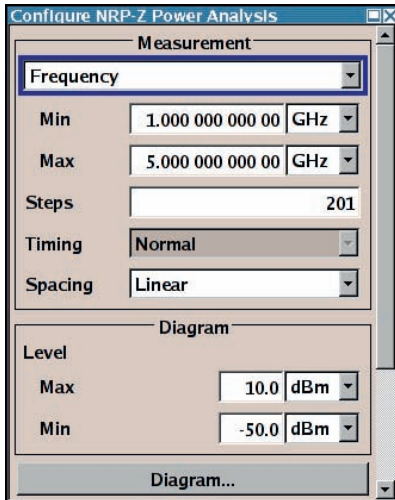 Configure NRP-Z Power Analysis
Measurement
Frequency
Min 1.000 000 000 00 GHz
Max 5.000 000 000 00 GHz
Steps 201
Timing Normal
Spacing Linear
Diagram
Level
Max 10.0 dBm
Min -50.0 dBm
Diagram...